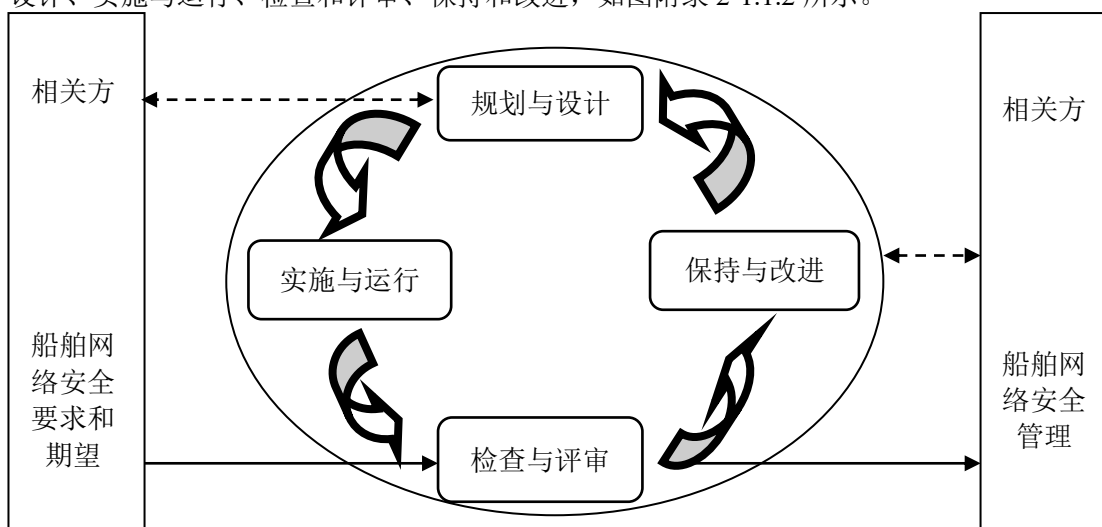 设计、实施与运行、检查和评审、保持和改进，如图附录 2-1.1.2 所示。
相关方
规划与设计
相关方
实施与运行
保持与改进
船舶网
络安全
要求和
期望
船舶网
络安全
管理
检查与评审